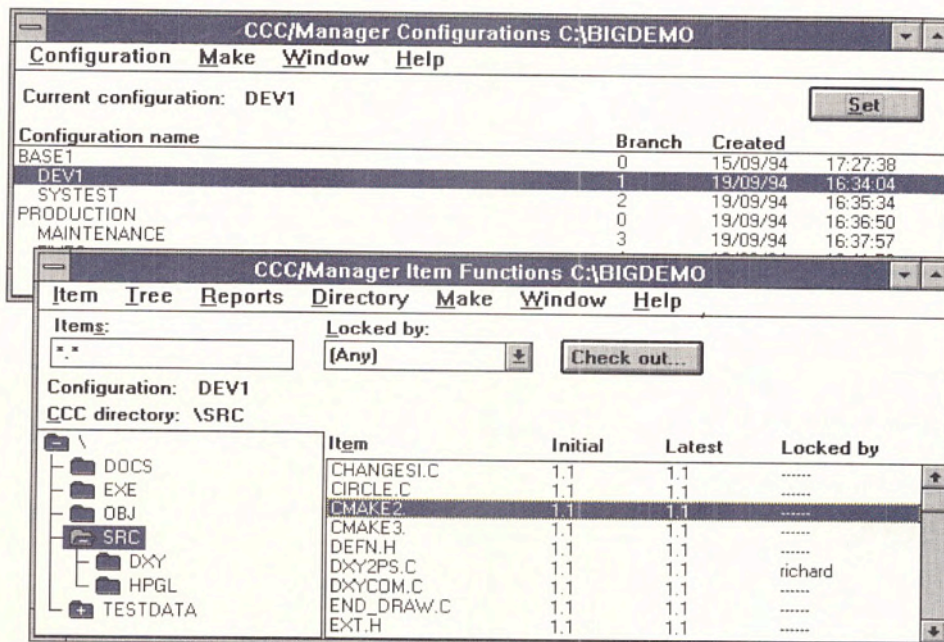 CCC/Manager Configurations C:\BIGDEMO
Configuration Make Window Help
Current configuration: DEV1 Set
Configuration name Branch Created
BASE1 0 15/09/94 17:27:38
DEV1 1 19/09/94 16:34:04
SYSTEST 2 19/09/94 16:35:34
PRODUCTION 0 19/09/94 16:36:50
MAINTENANCE 3 19/09/94 16:37:57
CCC/Manager Item Functions C:\BIGDEMO
Item Tree Reports Directory Make Window Help
Items: Locked by:
*.* (Any) Check out...
Configuration: DEV1
CCC directory: \SRC
\
DOCS
EXE
OBJ
SRC
DXY
HPGL
TESTDATA
Item Initial Latest Locked by
CHANGESI.C 1.1 1.1 ------
CIRCLE.C 1.1 1.1 ------
CMAKE2. 1.1 1.1 ------
CMAKE3. 1.1 1.1 ------
DEFN.H 1.1 1.1 ------
DXY2PS.C 1.1 1.1 richard
DXYCOM.C 1.1 1.1 ------
END_DRAW.C 1.1 1.1 ------
EXT.H 1.1 1.1 ------